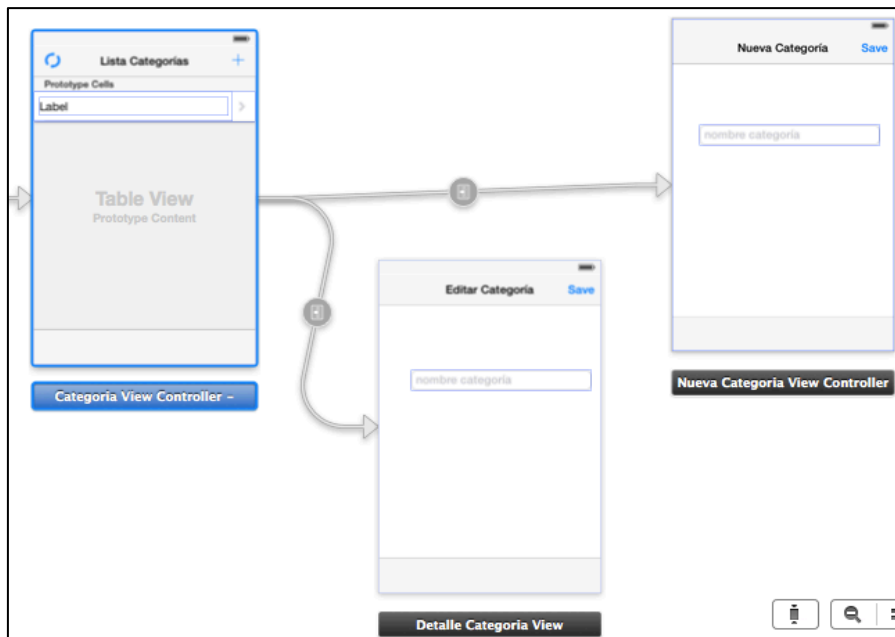 Lista Categorías
+
Prototype Cells
Label
Table View
Prototype Content
Categoria View Controller –
Editar Categoría
Save
nombre categoría
Detalle Categoria View
Nueva Categoría
Save
nombre categoría
Nueva Categoria View Controller